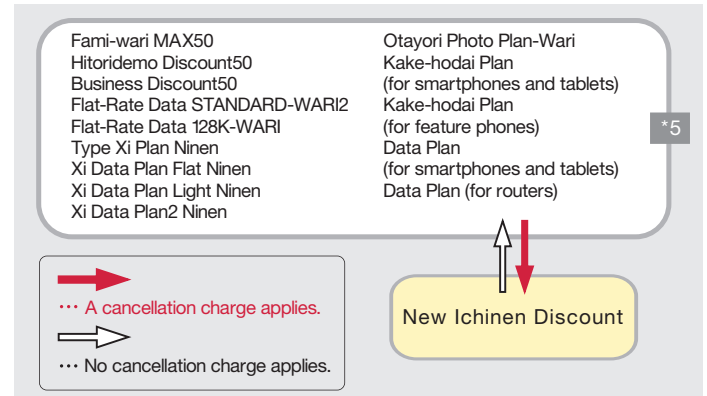 Fami-wari MAX50
Hitoridemo Discount50
Business Discount50
Flat-Rate Data STANDARD-WARI2
Flat-Rate Data 128K-WARI
Type Xi Plan Ninen
Xi Data Plan Flat Ninen
Xi Data Plan Light Ninen
Xi Data Plan2 Ninen
Otayori Photo Plan-Wari
Kake-hodai Plan
(for smartphones and tablets)
Kake-hodai Plan
(for feature phones)
Data Plan
(for smartphones and tablets)
Data Plan (for routers)
*5
… A cancellation charge applies.
… No cancellation charge applies.
New Ichinen Discount